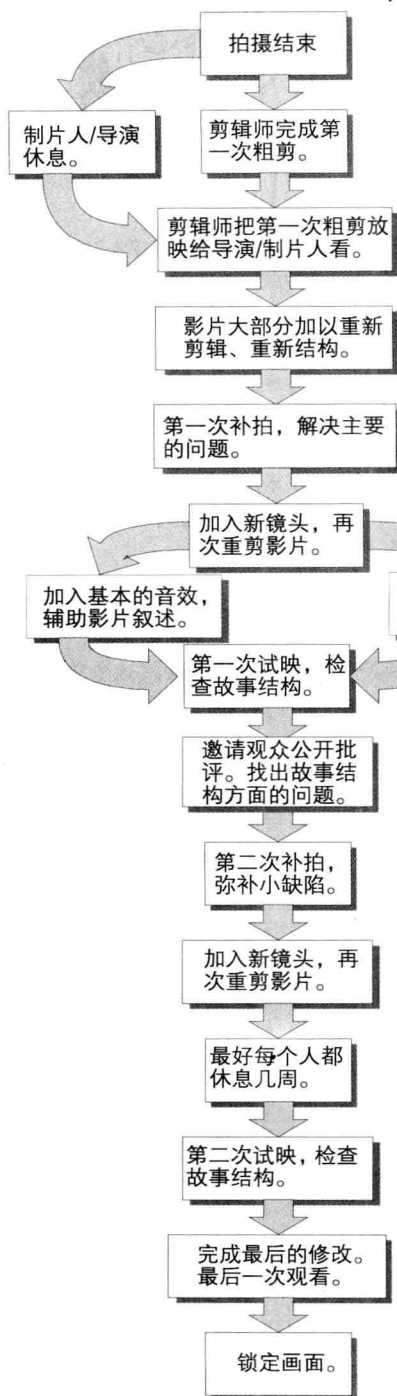 拍摄结束
制片人/导演
休息。
剪辑师完成第
一次粗剪。
剪辑师把第一次粗剪放
映给导演/制片人看。
影片大部分加以重新
剪辑、重新结构。
第一次补拍，解决主要
的问题。
加入新镜头，再
次重剪影片。
加入基本的音效，
辅助影片叙述。
第一次试映，检
查故事结构。
邀请观众公开批
评。找出故事结
构方面的问题。
第二次补拍，
弥补小缺陷。
加入新镜头，再
次重剪影片。
最好每个人都
休息几周。
第二次试映，检查
故事结构。
完成最后的修改。
最后一次观看。
锁定画面。